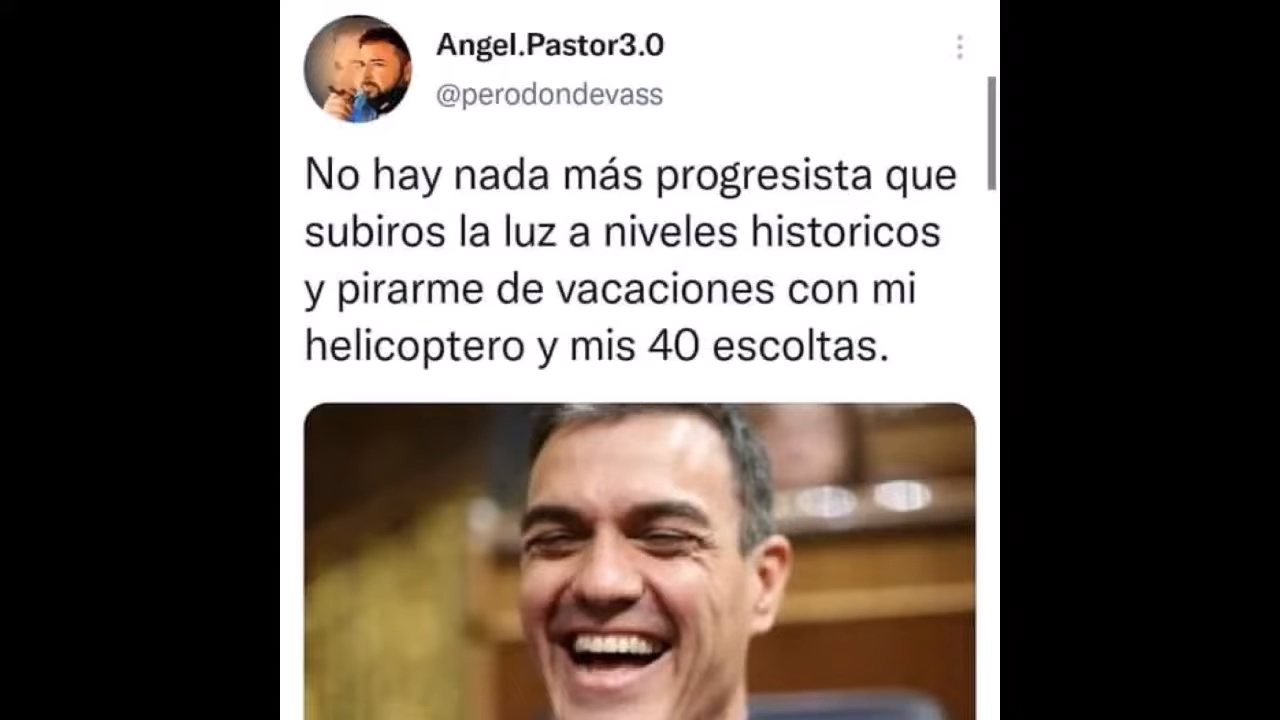 Angel.Pastor3.0
@perodondevass
No hay nada más progresista que
subiros la luz a niveles historicos
y pirarme de vacaciones con mi
helicoptero y mis 40 escoltas.